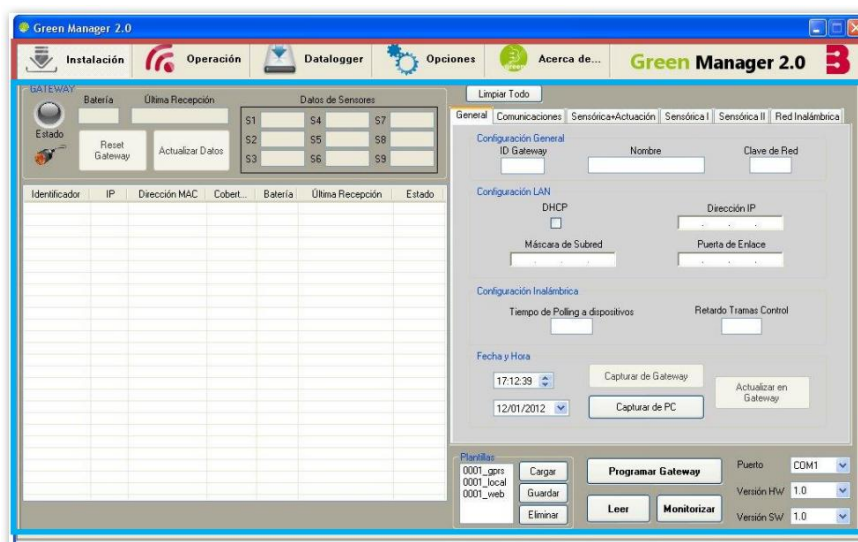 Green Manager 2.0
Instalación Operación Datalogger Opciones Acerca de... Green Manager 2.0
GATEWAY
Batería Última Recepción Datos de Sensores
Estado
Reset Gateway
Actualizar Datos
S1 S4 S7
S2 S5 S8
S3 S6 S9
Identificador IP Dirección MAC Cobert... Batería Última Recepción Estado
Limpiar Todo
General Comunicaciones Sensórica+Actuación Sensórica I Sensórica II Red Inalámbrica
Configuración General
ID Gateway Nombre Clave de Red
Configuración LAN
DHCP Dirección IP
Máscara de Subred Puerta de Enlace
Configuración Inalámbrica
Tiempo de Polling a dispositivos Retardo Tramas Control
Fecha y Hora
17:12:39 Capturar de Gateway
12/01/2012 Capturar de PC
Actualizar en
Gateway
Plantillas
0001_gprs
0001_local
0001_web
Cargar
Guardar
Eliminar
Programar Gateway
Leer Monitorizar
Puerto COM1
Versión HW 1.0
Versión SW 1.0